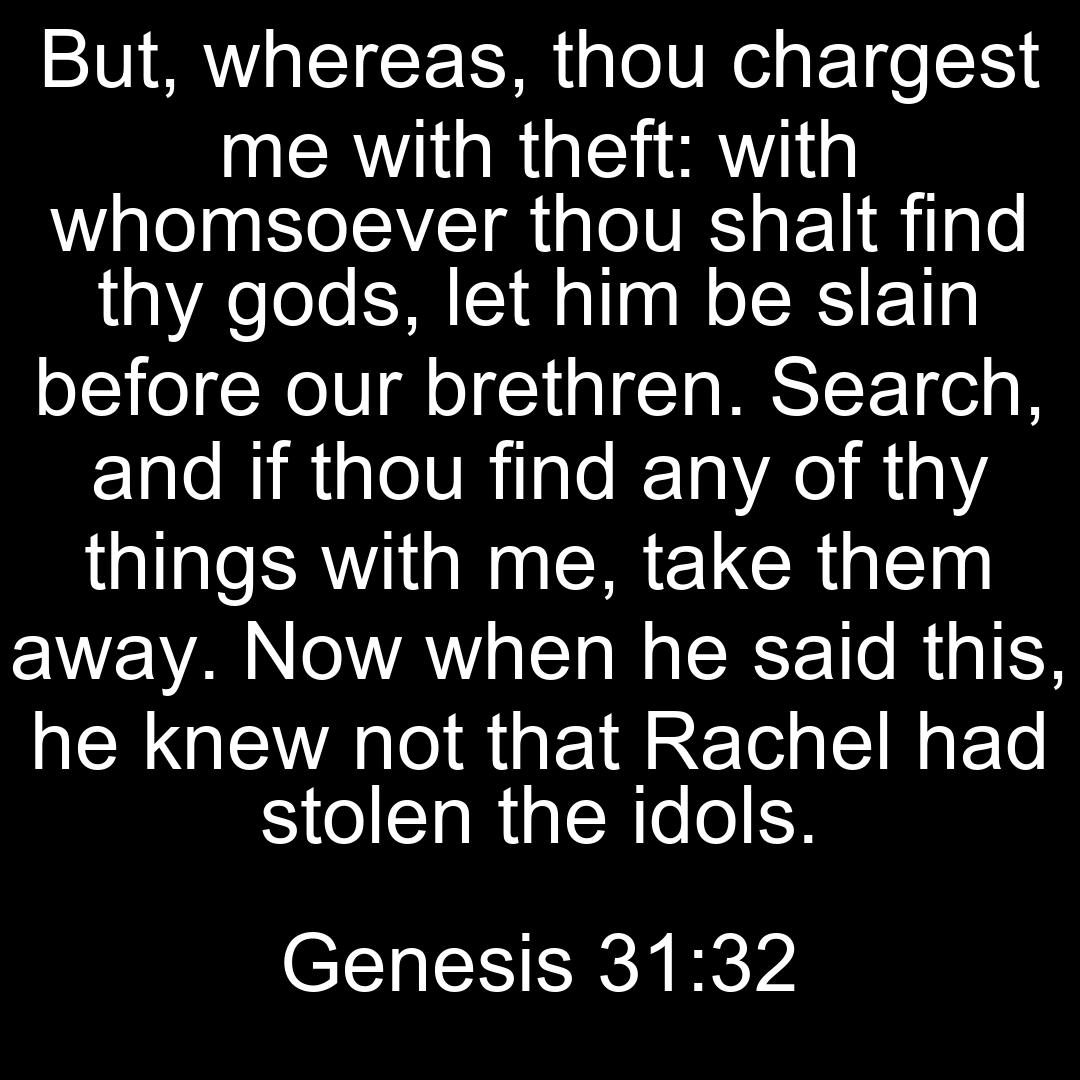 But, whereas, thou chargest
me with theft: with
whomsoever thou shalt find
thy gods, let him be slain
before our brethren. Search,
and if thou find any of thy
things with me, take them
away. Now when he said this,
he knew not that Rachel had
stolen the idols.
Genesis 31:32